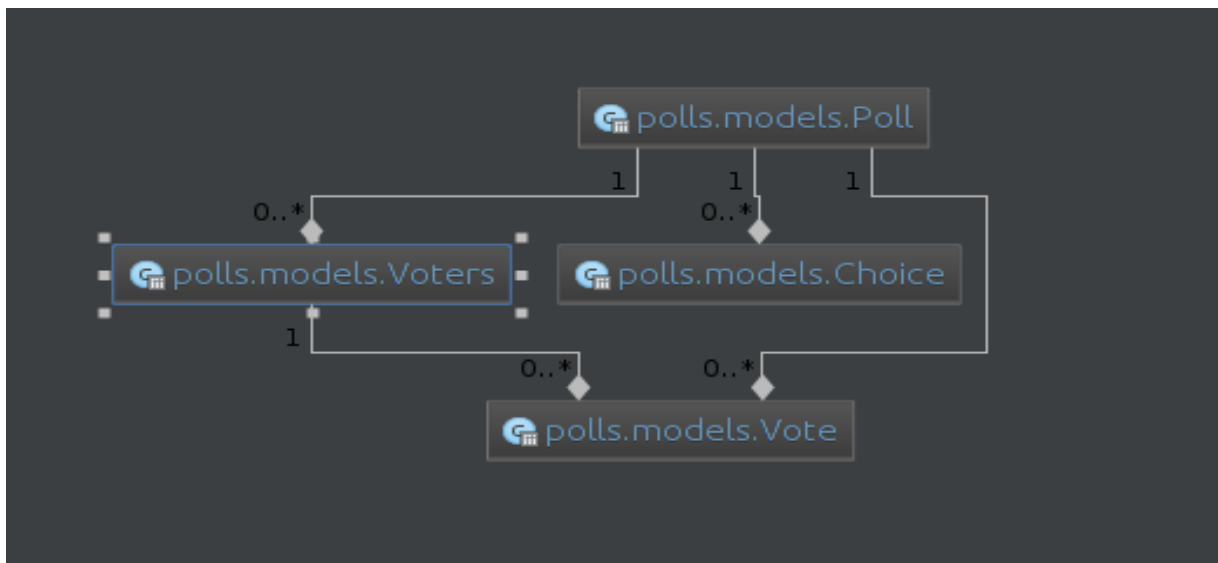 polls.models.Poll
1 1 1
0..* 0..*
polls.models.Voters polls.models.Choice
1
0..* 0..*
polls.models.Vote